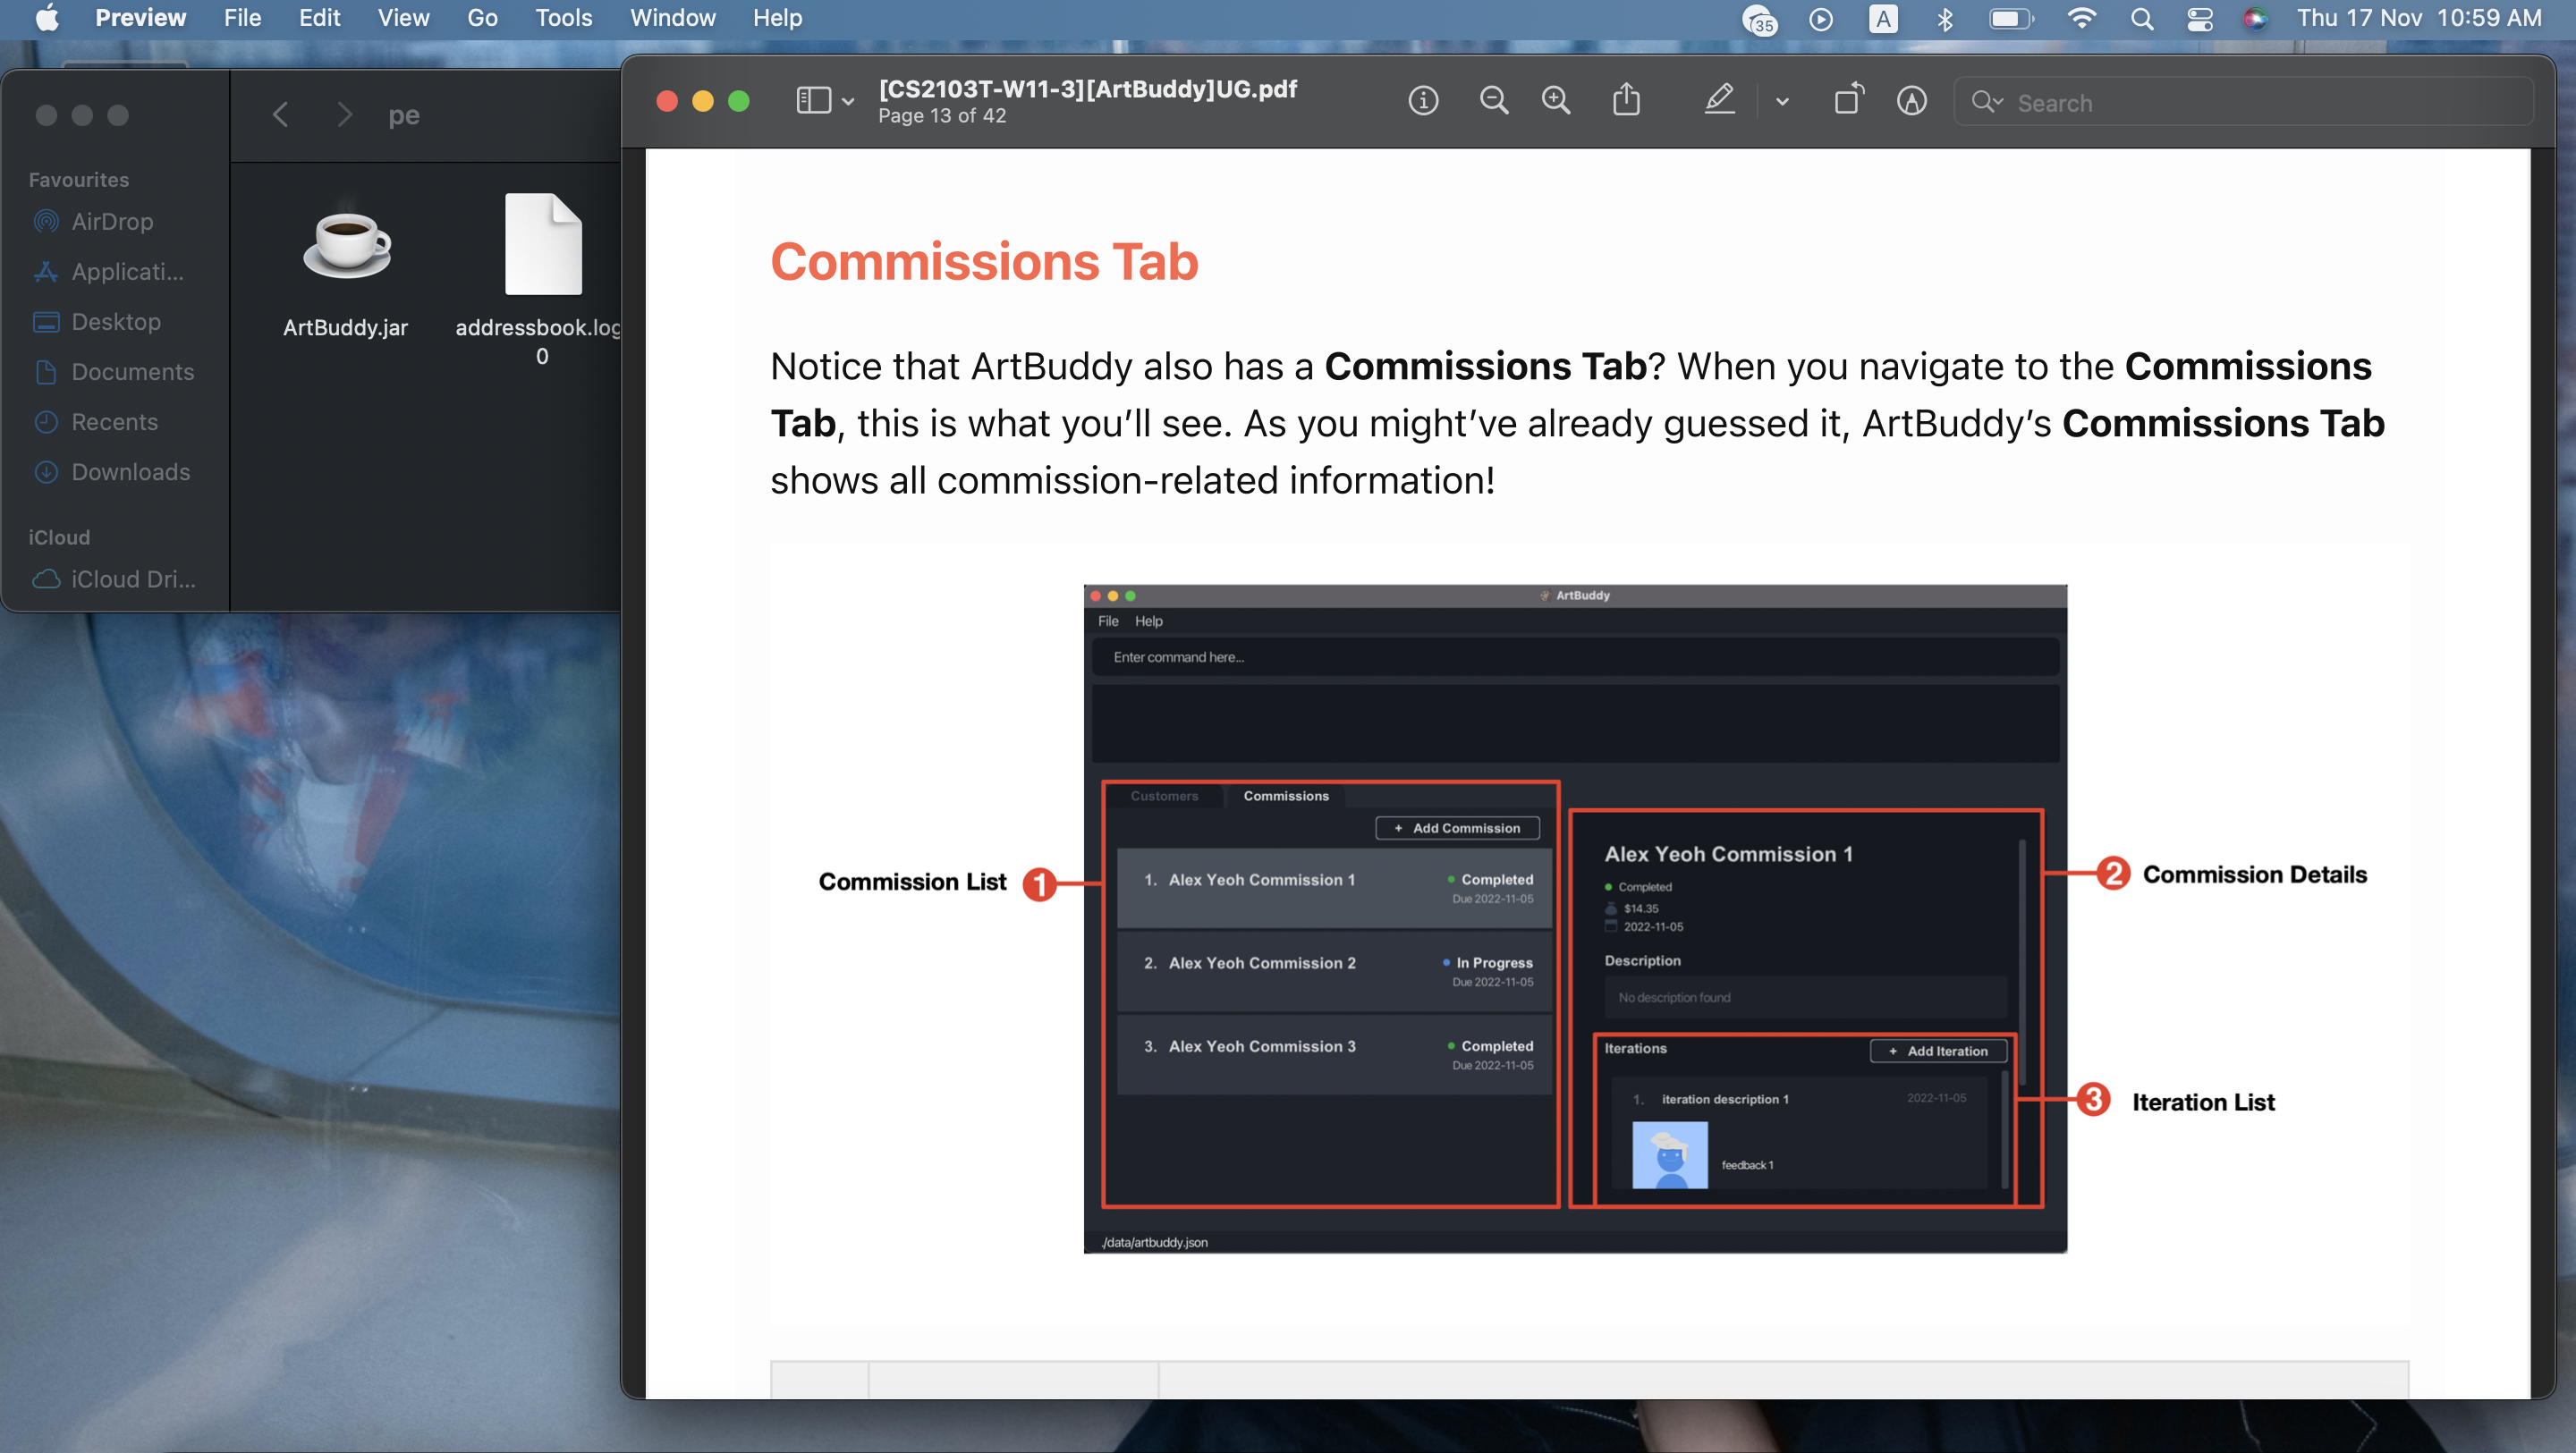 Preview File Edit View Go Tools Window Help
35 A Thu 17 Nov 10:59 AM
pe
Favourites
AirDrop
Applicati...
Desktop
Documents
Recents
Downloads
iCloud
iCloud Dri...
ArtBuddy.jar
addressbook.log
0
[CS2103T-W11-3][ArtBuddy]UG.pdf
Page 13 of 42
Search
Commissions Tab
Notice that ArtBuddy also has a Commissions Tab? When you navigate to the Commissions
Tab, this is what you’ll see. As you might’ve already guessed it, ArtBuddy’s Commissions Tab
shows all commission-related information!
ArtBuddy
File Help
Enter command here...
Customers Commissions
+ Add Commission
1. Alex Yeoh Commission 1 Completed
Due 2022-11-05
2. Alex Yeoh Commission 2 In Progress
Due 2022-11-05
3. Alex Yeoh Commission 3 Completed
Due 2022-11-05
Commission List 1
Alex Yeoh Commission 1
Completed
$14.35
2022-11-05
Description
No description found
Iterations + Add Iteration
1. iteration description 1 2022-11-05
feedback 1
2 Commission Details
3 Iteration List
./data/artbuddy.json